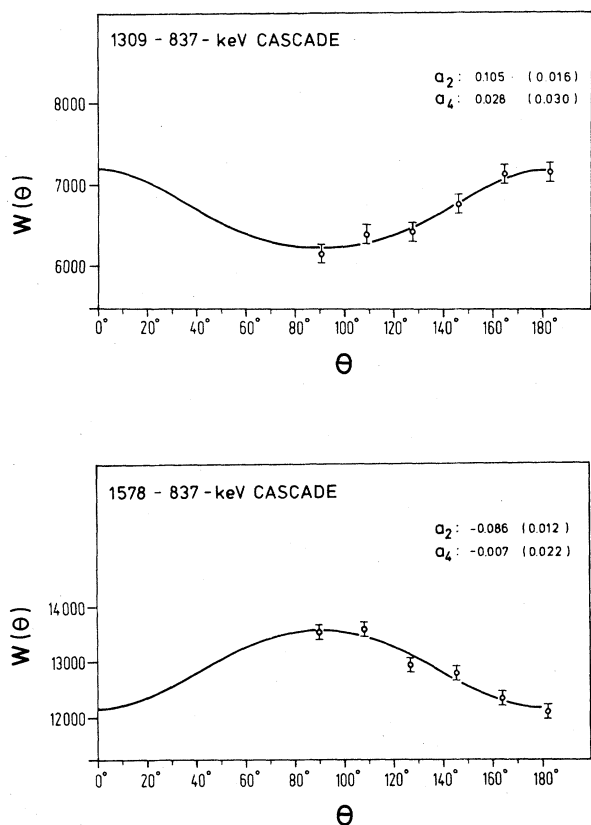 1309 - 837 - keV CASCADE
a2: 0.105 (0.016)
a4: 0.028 (0.030)
8000
7000
6000
W(θ)
0° 20° 40° 60° 80° 100° 120° 140° 160° 180°
θ
1578 - 837 - keV CASCADE
a2: -0.086 (0.012)
a4: -0.007 (0.022)
14000
13000
12000
W(θ)
0° 20° 40° 60° 80° 100° 120° 140° 160° 180°
θ